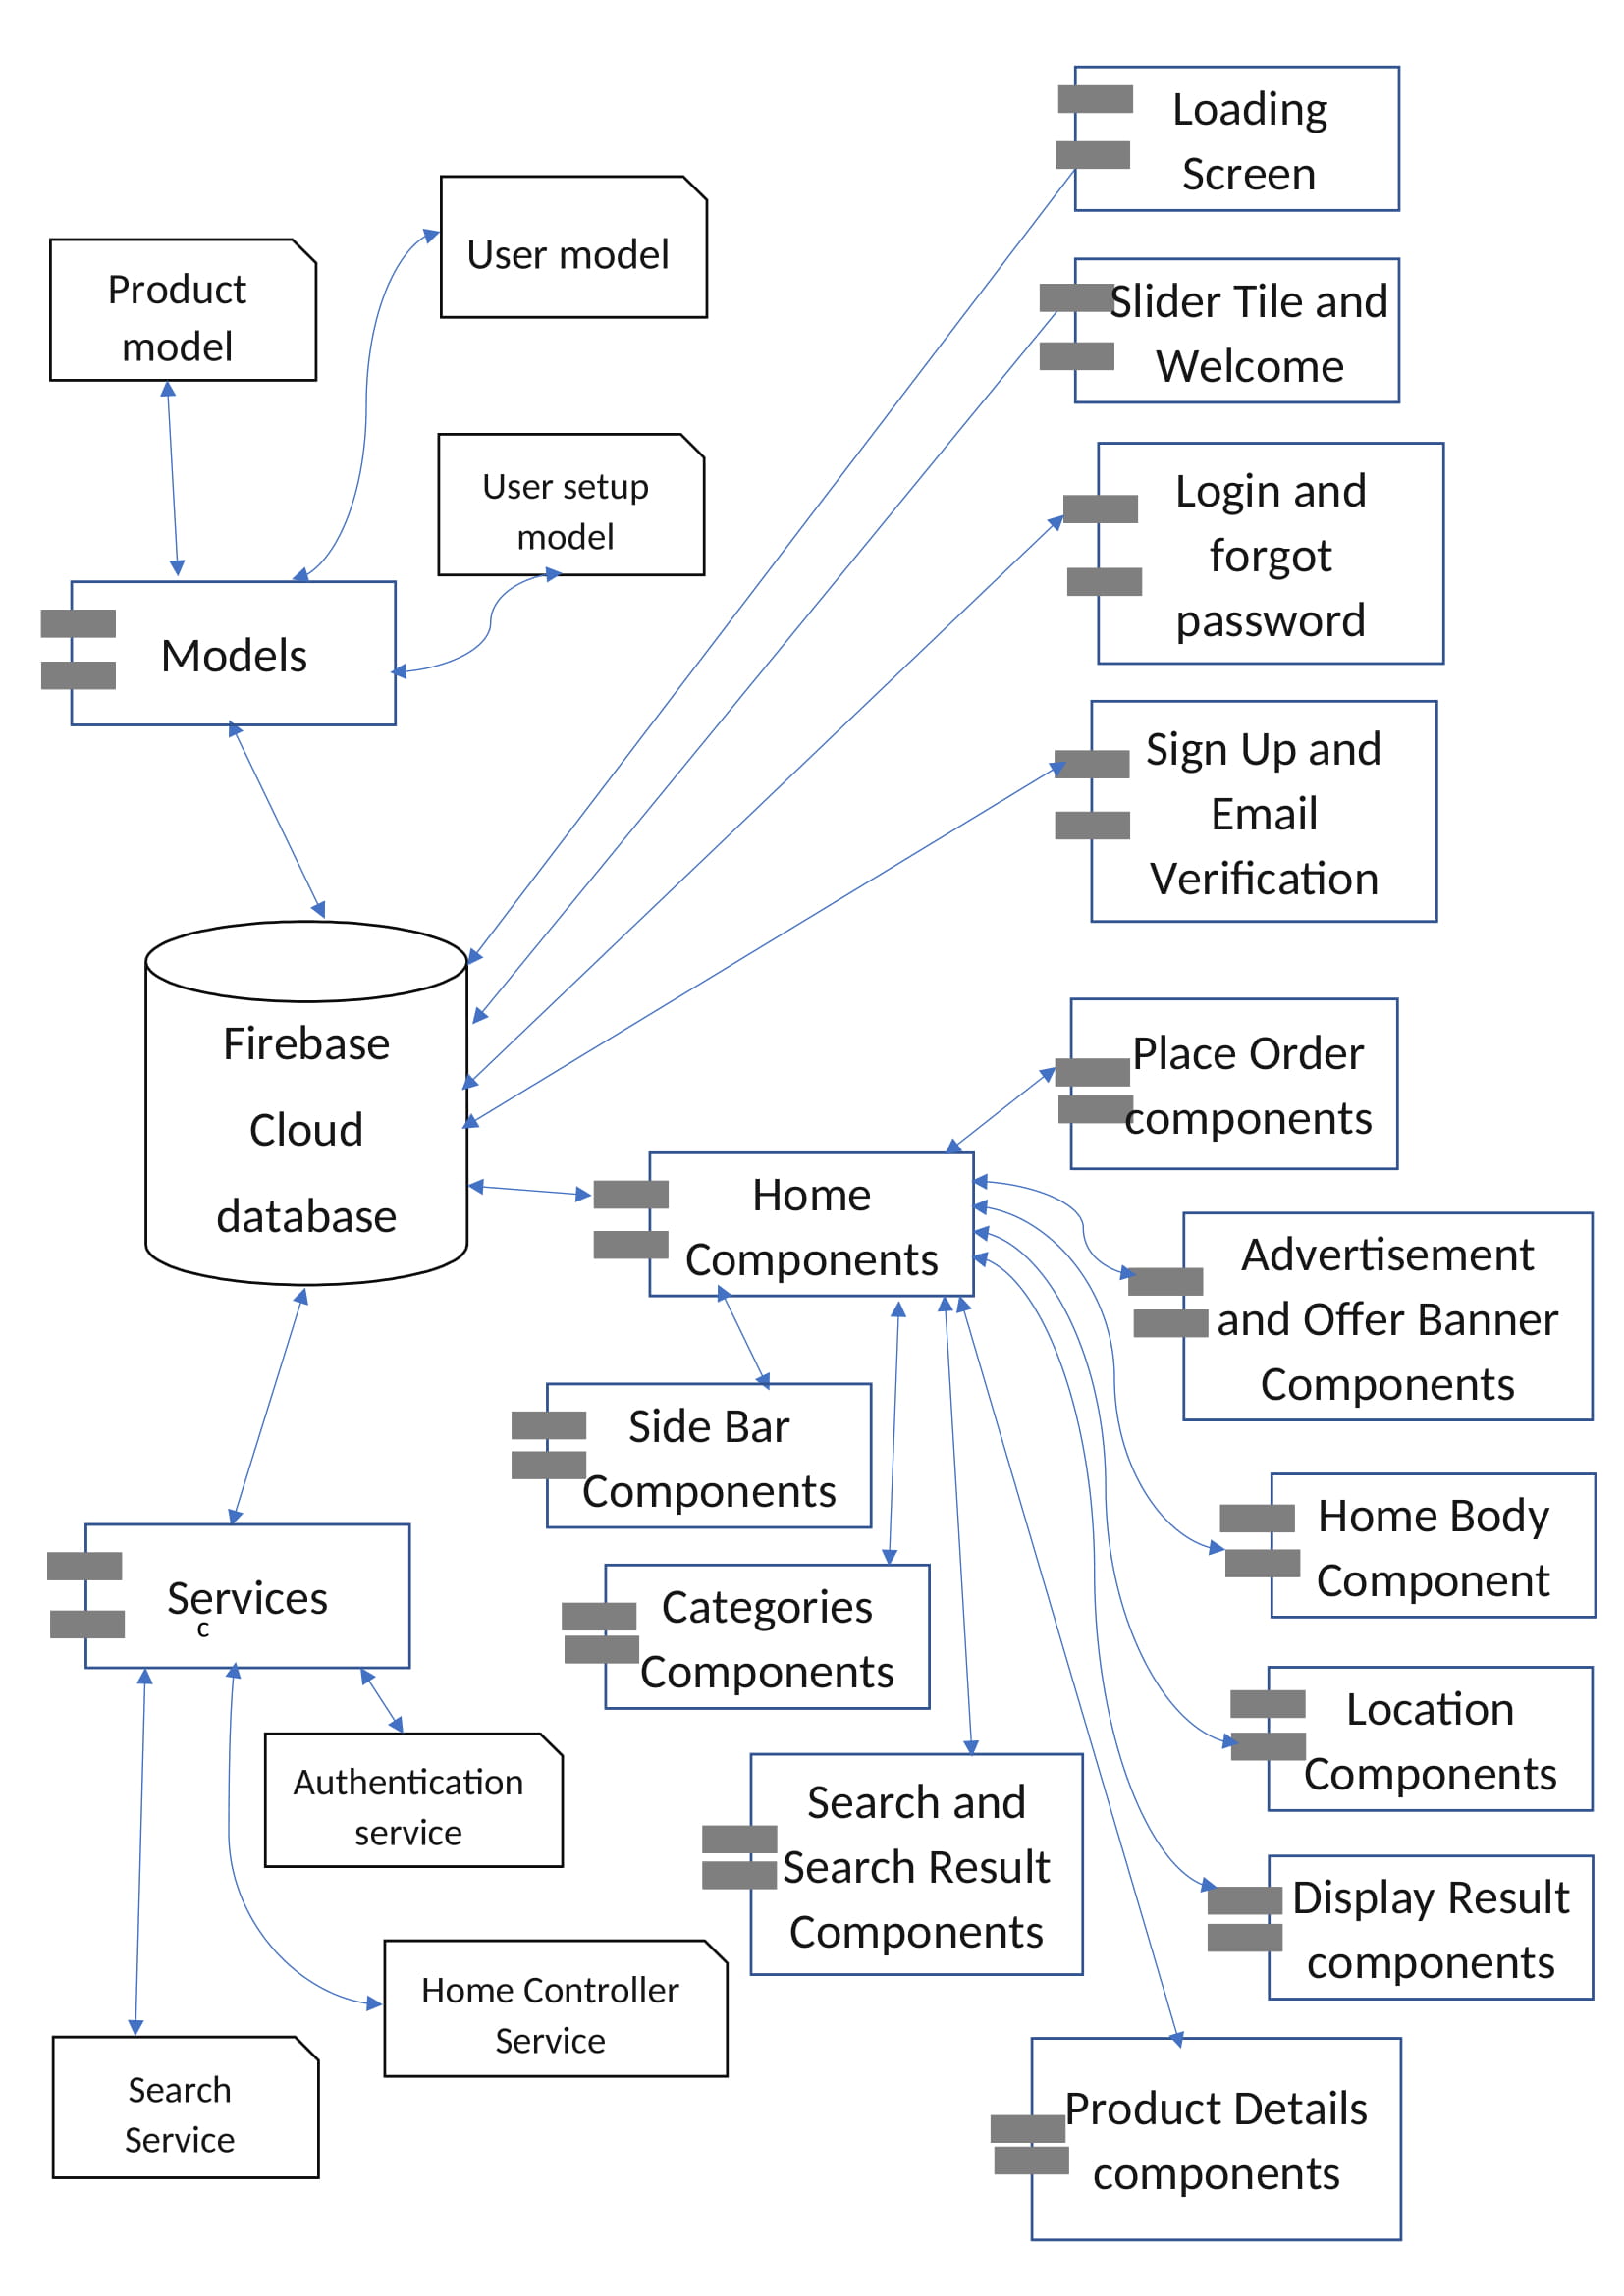 Loading
Screen
User model
Product
model
Slider Tile and
Welcome
User setup
model
Login and
forgot
password
Models
Sign Up and
Email
Verification
Firebase
Cloud
database
Place Order
components
Home
Components
Advertisement
and Offer Banner
Components
Side Bar
Components
Home Body
Component
Services
c
Categories
Components
Location
Components
Authentication
service
Search and
Search Result
Components
Display Result
components
Home Controller
Service
Search
Service
Product Details
components